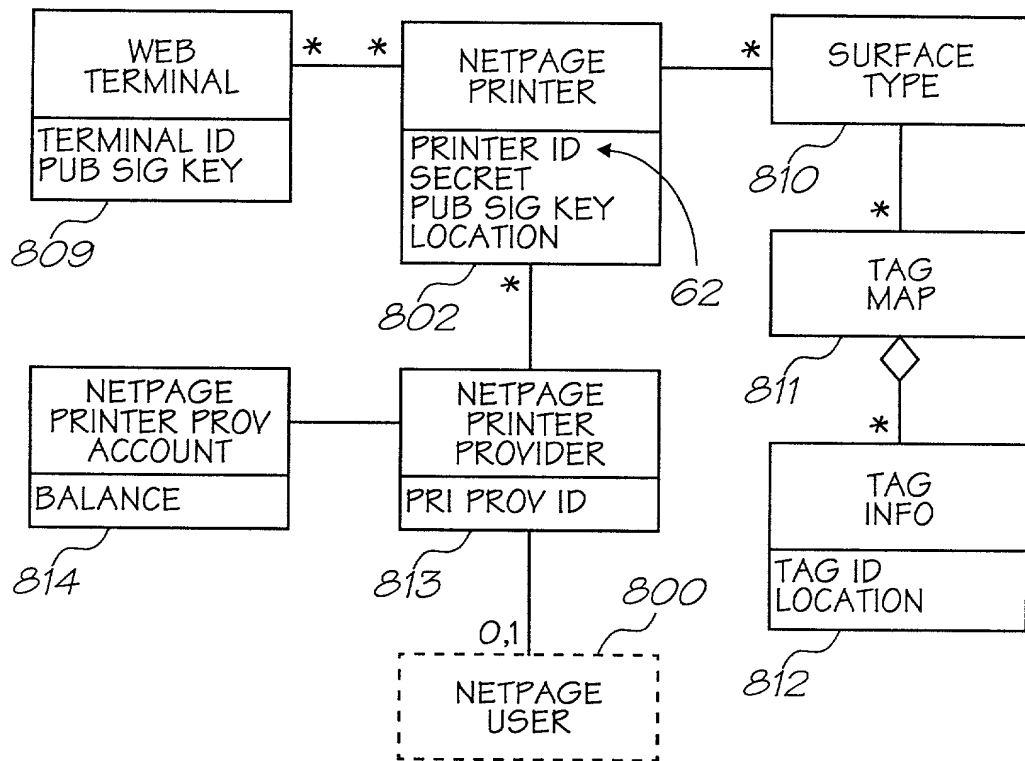 WEB
TERMINAL
TERMINAL ID
PUB SIG KEY
809
*
*
NETPAGE
PRINTER
PRINTER ID
SECRET
PUB SIG KEY
LOCATION
62
802
*
*
SURFACE
TYPE
810
*
TAG
MAP
811
*
NETPAGE
PRINTER PROV
ACCOUNT
BALANCE
814
NETPAGE
PRINTER
PROVIDER
PRI PROV ID
813
TAG
INFO
TAG ID
LOCATION
812
0,1
800
NETPAGE
USER